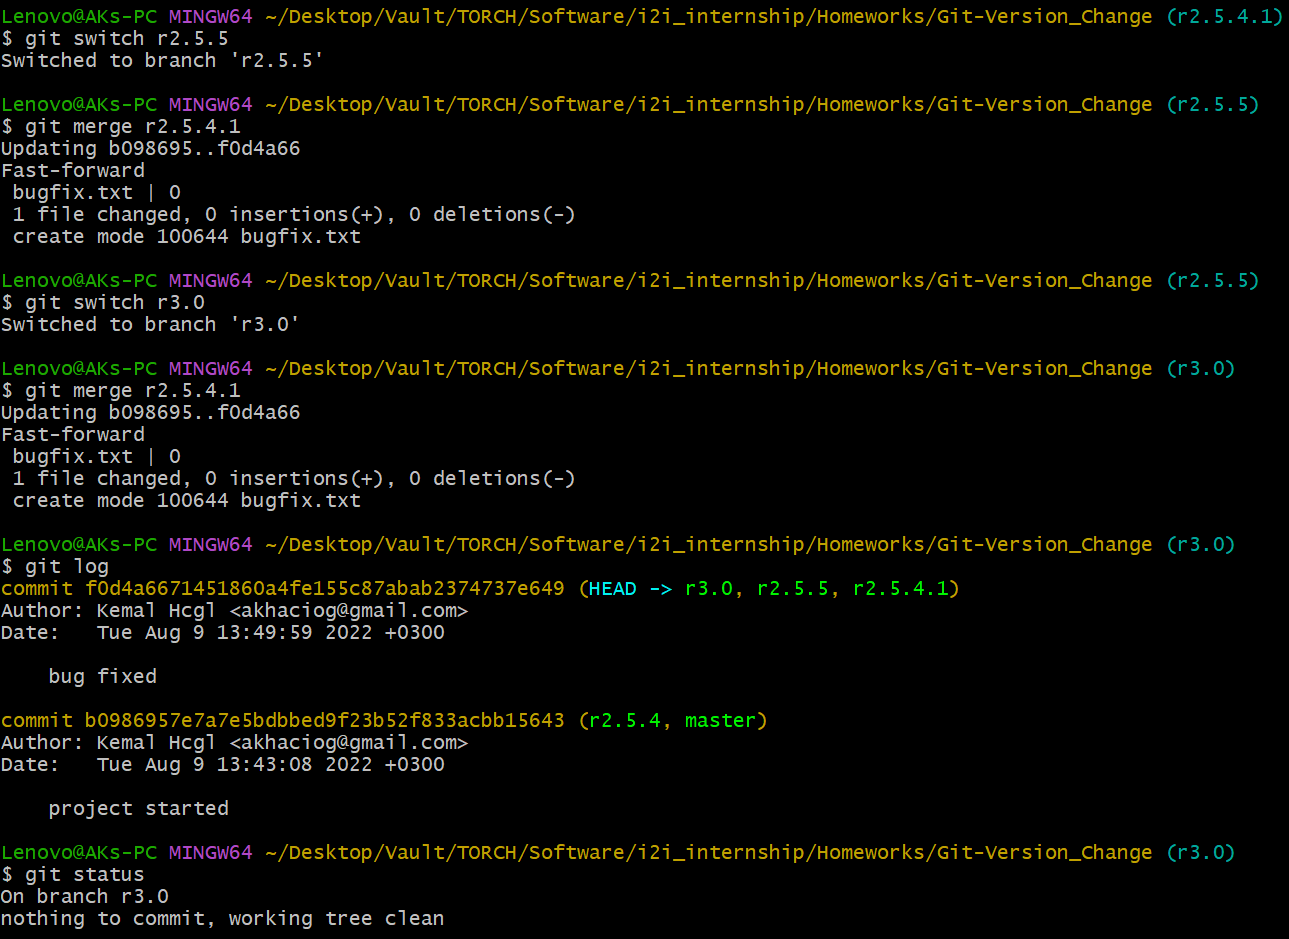 Lenovo@AKs-PC MINGW64 ~/Desktop/Vault/TORCH/Software/i2i_internship/Homeworks/Git-Version_Change (r2.5.4.1)
$ git switch r2.5.5
Switched to branch 'r2.5.5'
Lenovo@AKs-PC MINGW64 ~/Desktop/Vault/TORCH/Software/i2i_internship/Homeworks/Git-Version_Change (r2.5.5)
$ git merge r2.5.4.1
Updating b098695..f0d4a66
Fast-forward
 bugfix.txt | 0
 1 file changed, 0 insertions(+), 0 deletions(-)
 create mode 100644 bugfix.txt
Lenovo@AKs-PC MINGW64 ~/Desktop/Vault/TORCH/Software/i2i_internship/Homeworks/Git-Version_Change (r2.5.5)
$ git switch r3.0
Switched to branch 'r3.0'
Lenovo@AKs-PC MINGW64 ~/Desktop/Vault/TORCH/Software/i2i_internship/Homeworks/Git-Version_Change (r3.0)
$ git merge r2.5.4.1
Updating b098695..f0d4a66
Fast-forward
 bugfix.txt | 0
 1 file changed, 0 insertions(+), 0 deletions(-)
 create mode 100644 bugfix.txt
Lenovo@AKs-PC MINGW64 ~/Desktop/Vault/TORCH/Software/i2i_internship/Homeworks/Git-Version_Change (r3.0)
$ git log
commit f0d4a6671451860a4fe155c87abab2374737e649 (HEAD -> r3.0, r2.5.5, r2.5.4.1)
Author: Kemal Hcgl <akhaciog@gmail.com>
Date:   Tue Aug 9 13:49:59 2022 +0300
    bug fixed
commit b0986957e7a7e5bdbbed9f23b52f833acbb15643 (r2.5.4, master)
Author: Kemal Hcgl <akhaciog@gmail.com>
Date:   Tue Aug 9 13:43:08 2022 +0300
    project started
Lenovo@AKs-PC MINGW64 ~/Desktop/Vault/TORCH/Software/i2i_internship/Homeworks/Git-Version_Change (r3.0)
$ git status
On branch r3.0
nothing to commit, working tree clean